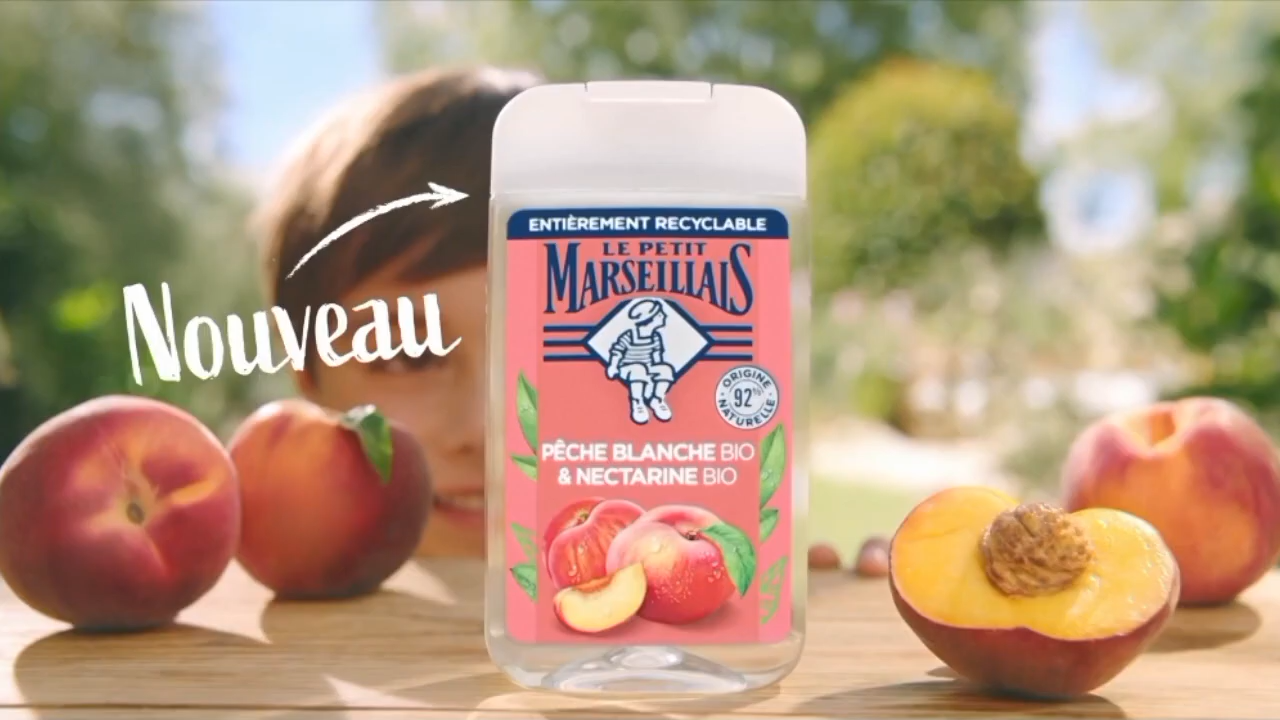 Nouveau
ENTIÈREMENT RECYCLABLE
LE PETIT
MARSEILLAIS
ORIGINE
92%
NATURELLE
PÊCHE BLANCHE BIO
& NECTARINE BIO